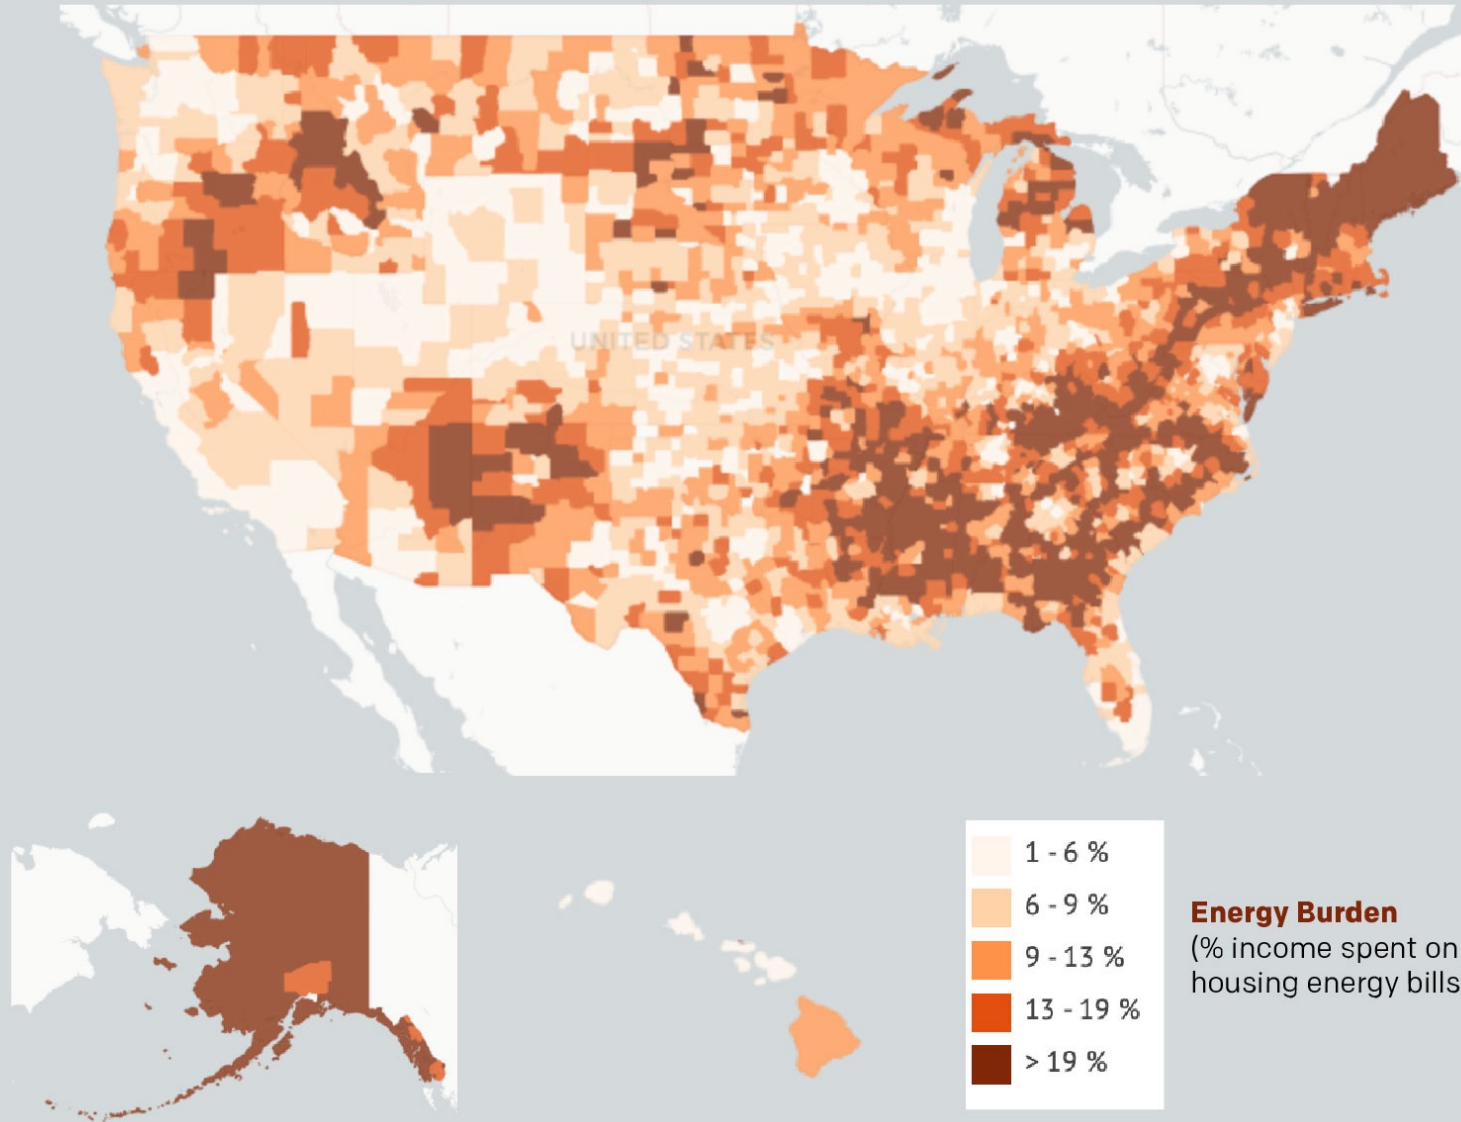 UNITED STATES
1 - 6 %
6 - 9 %
9 - 13 %
13 - 19 %
> 19 %
Energy Burden
(% income spent on
housing energy bills